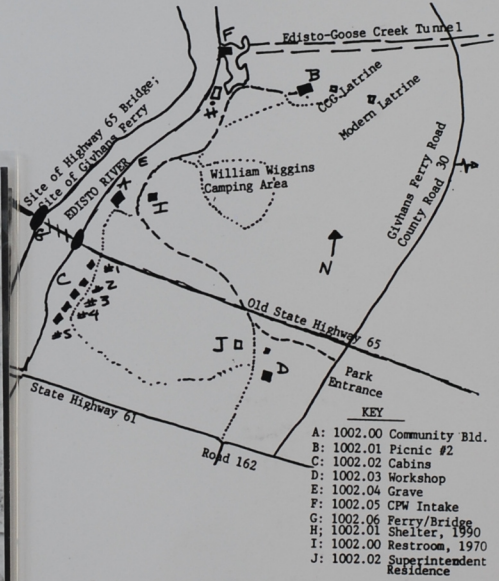 F
Edisto-Goose Creek Tunnel
B
CCC Latrine
Modern Latrine
H
Site of Highway 65 Bridge;
Site of Givhans Ferry
EDISTO RIVER
E
A
I
William Wiggins
Camping Area
Givhans Ferry Road
County Road 30
G
N
C
#1
#2
#3
#4
#5
Old State Highway 65
J
D
Park
Entrance
State Highway 61
Road 162
KEY
A: 1002.00 Community Bld.
B: 1002.01 Picnic #2
C: 1002.02 Cabins
D: 1002.03 Workshop
E: 1002.04 Grave
F: 1002.05 CPW Intake
G: 1002.06 Ferry/Bridge
H; 1002.01 Shelter, 1990
I: 1002.00 Restroom, 1970
J: 1002.02 Superintendent
Residence